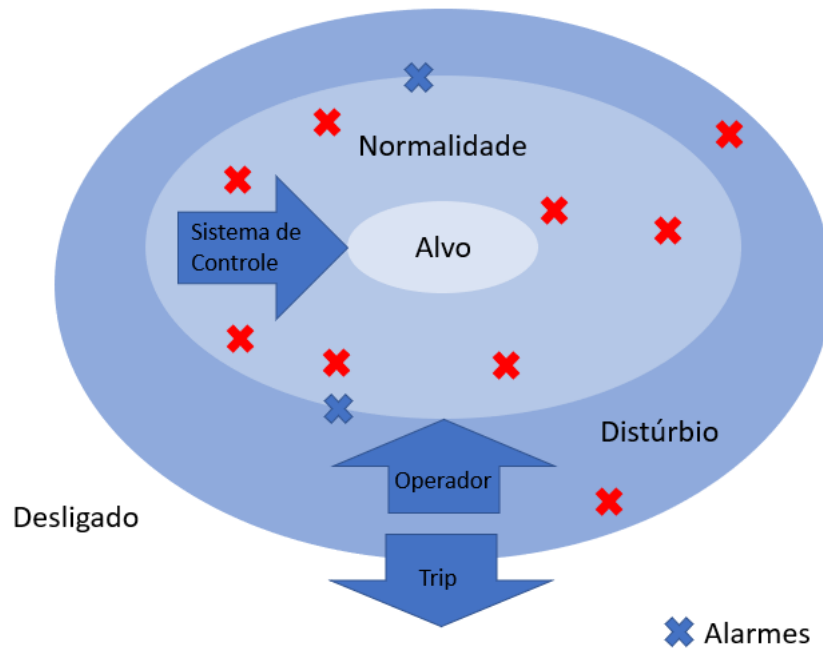 Normalidade
Sistema de
Controle
Alvo
Distúrbio
Operador
Desligado
Trip
Alarmes